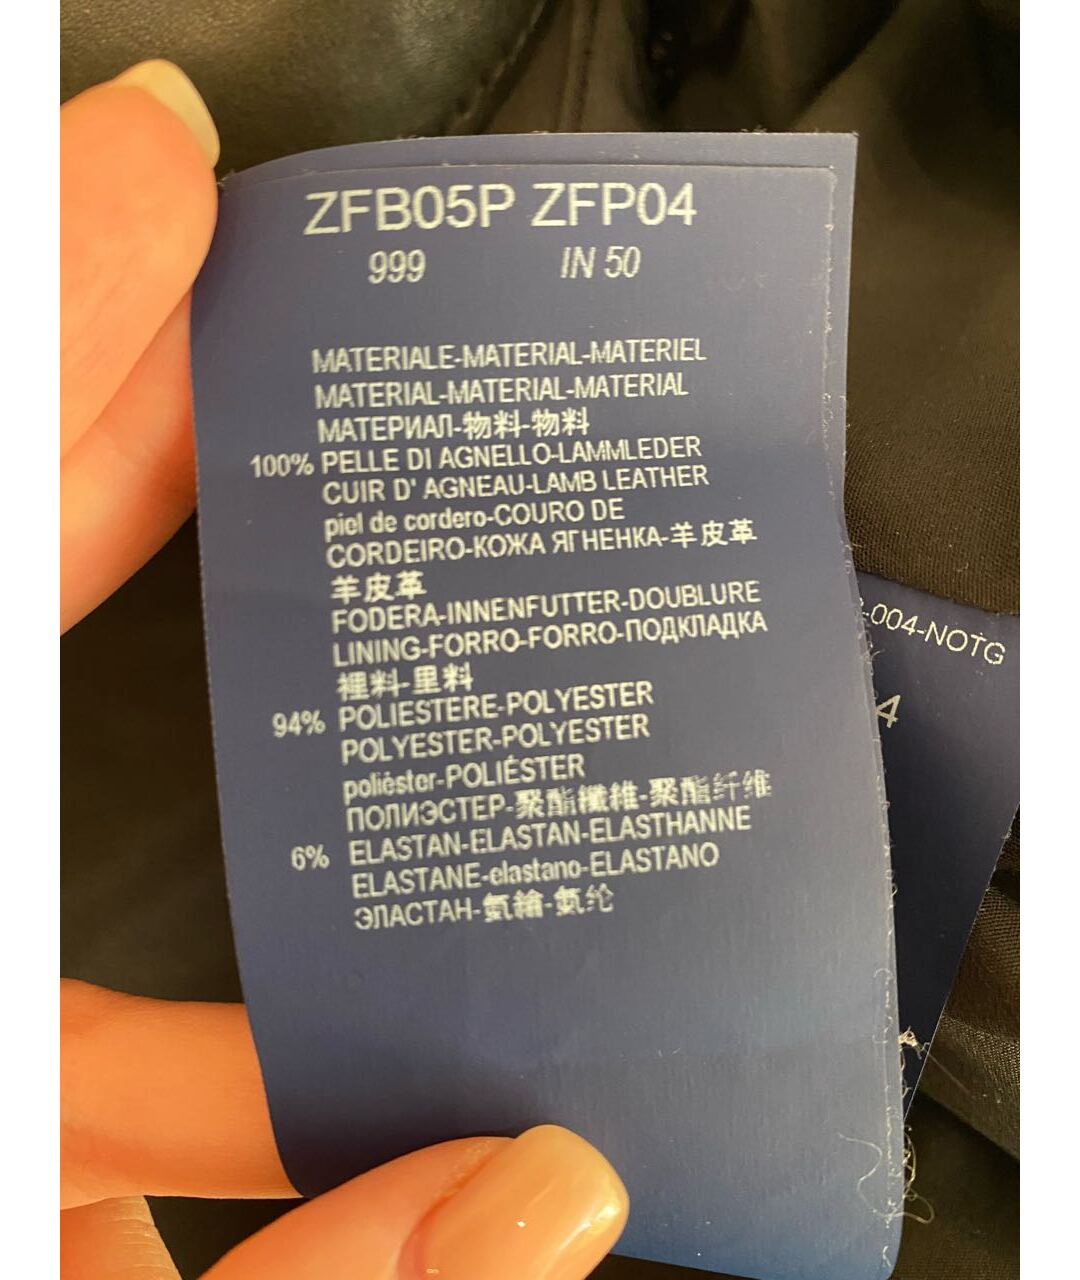 ZFB05P ZFP04
999 IN 50
MATERIALE-MATERIAL-MATERIEL
MATERIAL-MATERIAL-MATERIAL
МАТЕРИАЛ-物料-物料
100% PELLE DI AGNELLO-LAMMLEDER
CUIR D' AGNEAU-LAMB LEATHER
piel de cordero-COURO DE
CORDEIRO-КОЖА ЯГНЕНКА-羊皮革
羊皮革
FODERA-INNENFUTTER-DOUBLURE
LINING-FORRO-FORRO-ПОДКЛАДКА
裡料-里料
94% POLIESTERE-POLYESTER
POLYESTER-POLYESTER
poliéster-POLIÉSTER
ПОЛИЭСТЕР-聚酯纖維-聚酯纤维
6% ELASTAN-ELASTAN-ELASTHANNE
ELASTANE-elastano-ELASTANO
ЭЛАСТАН-氨綸-氨纶
-004-NOTG
4